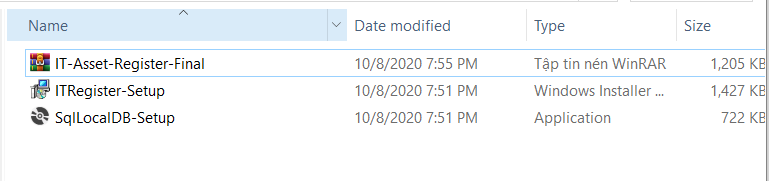 Name Date modified Type Size
IT-Asset-Register-Final 10/8/2020 7:55 PM Tập tin nén WinRAR 1,205 KB
ITRegister-Setup 10/8/2020 7:51 PM Windows Installer ... 1,427 KB
SqlLocalDB-Setup 10/8/2020 7:51 PM Application 722 KB